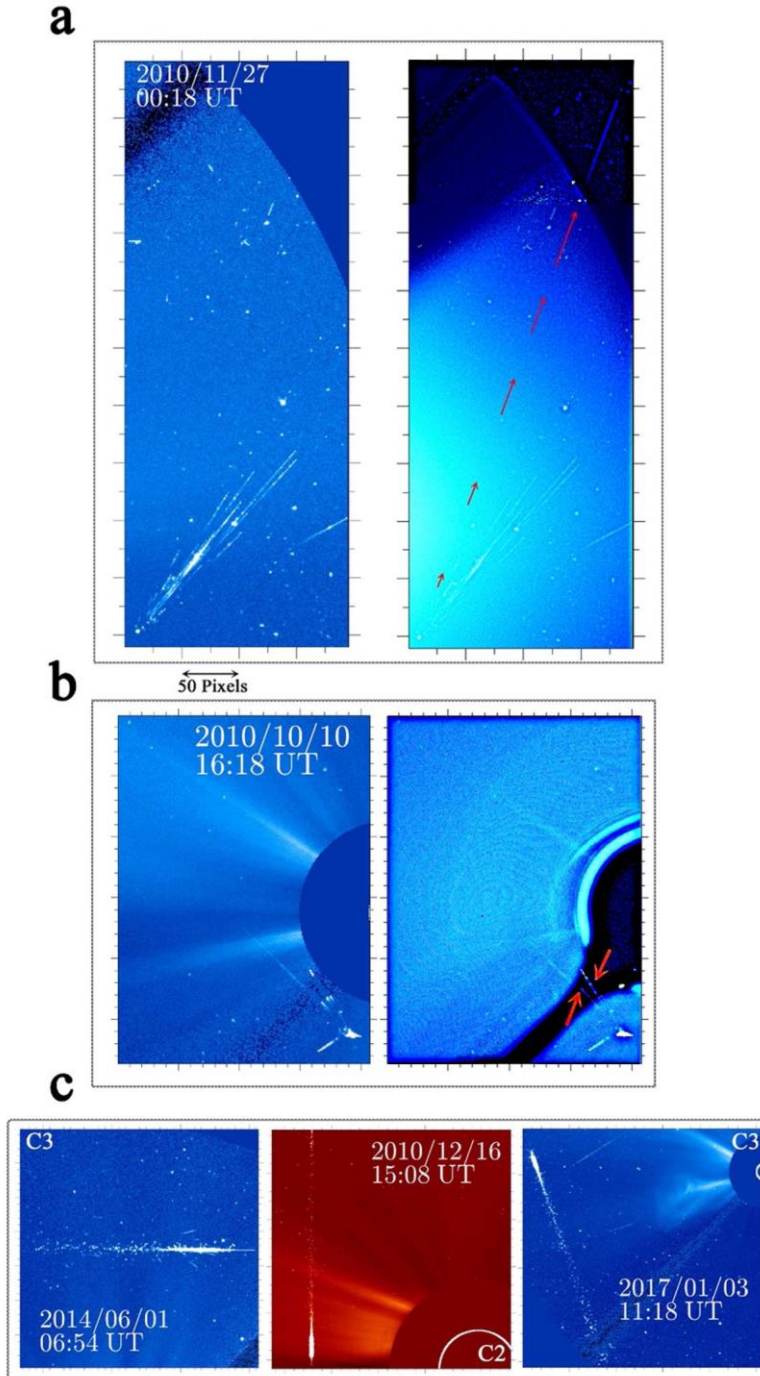 a
2010/11/27
00:18 UT
50 Pixels
b
2010/10/10
16:18 UT
c
C3
2014/06/01
06:54 UT
2010/12/16
15:08 UT
C2
C3
2017/01/03
11:18 UT